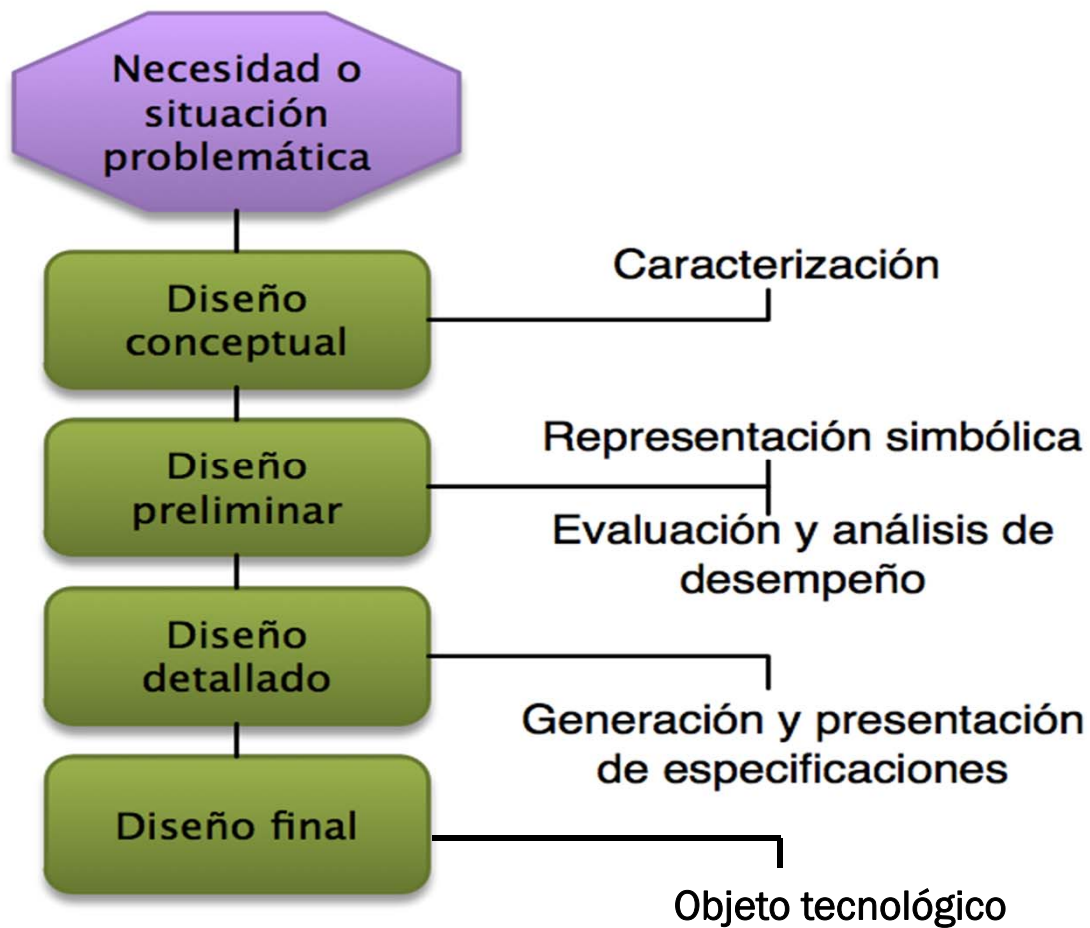 Necesidad o
situación
problemática
Diseño
conceptual
Caracterización
Diseño
preliminar
Representación simbólica
Evaluación y análisis de
desempeño
Diseño
detallado
Generación y presentación
de especificaciones
Diseño final
Objeto tecnológico